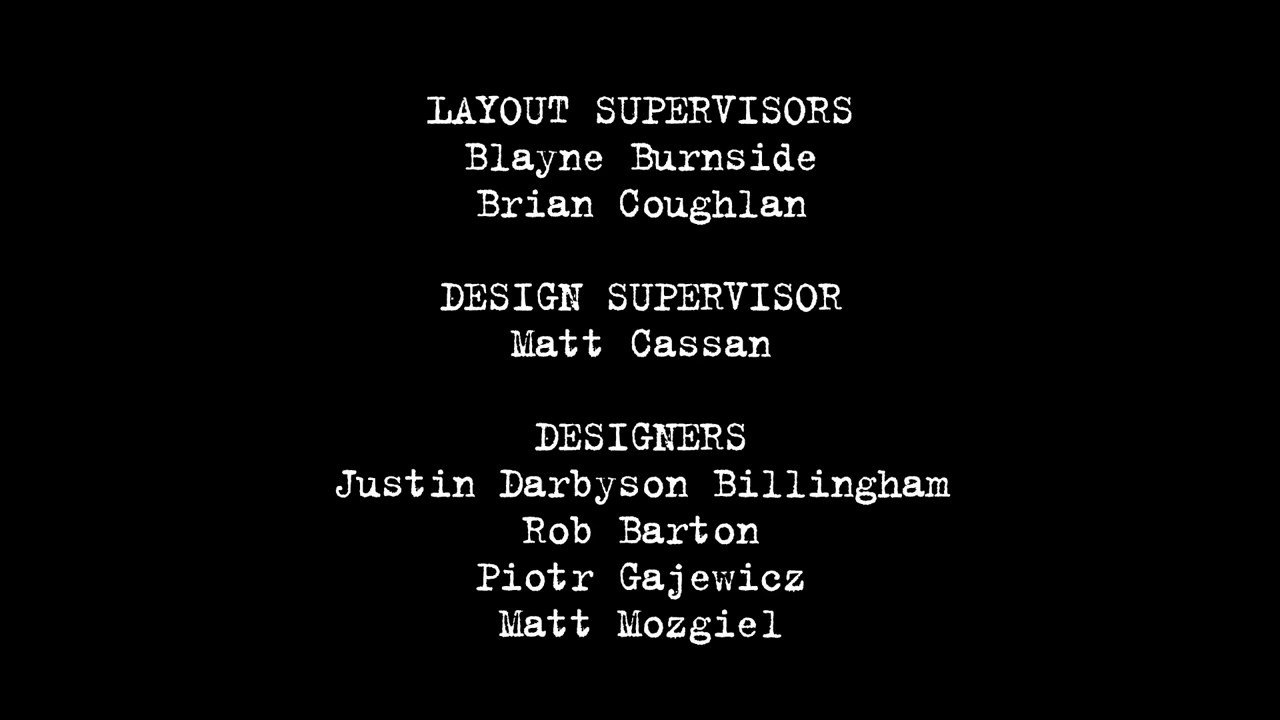 LAYOUT SUPERVISORS
Blayne Burnside
Brian Coughlan
DESIGN SUPERVISOR
Matt Cassan
DESIGNERS
Justin Darbyson Billingham
Rob Barton
Piotr Gajewicz
Matt Mozgiel